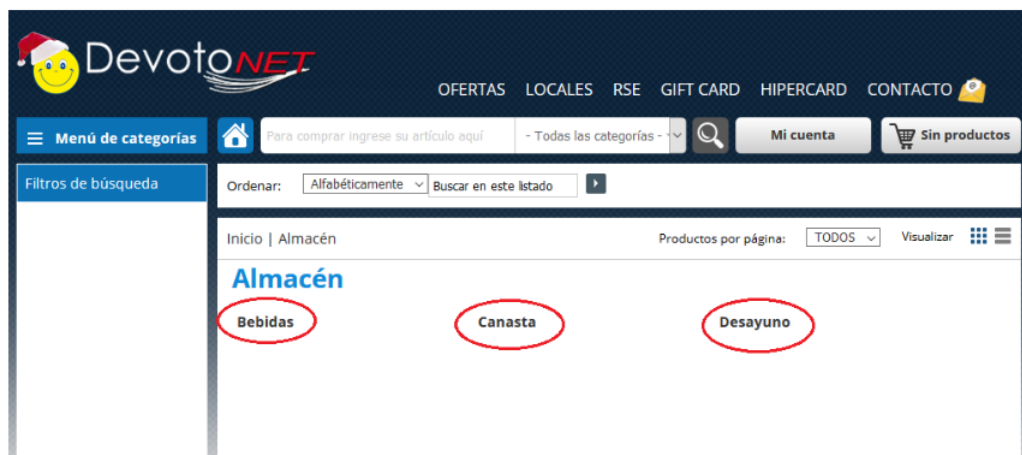 DevotoNET
OFERTAS LOCALES RSE GIFT CARD HIPERCARD CONTACTO
Menú de categorías Para comprar ingrese su artículo aquí - Todas las categorías - Mi cuenta Sin productos
Filtros de búsqueda
Ordenar: Alfabéticamente Buscar en este listado
Inicio | Almacén Productos por página: TODOS Visualizar
Almacén
Bebidas Canasta Desayuno